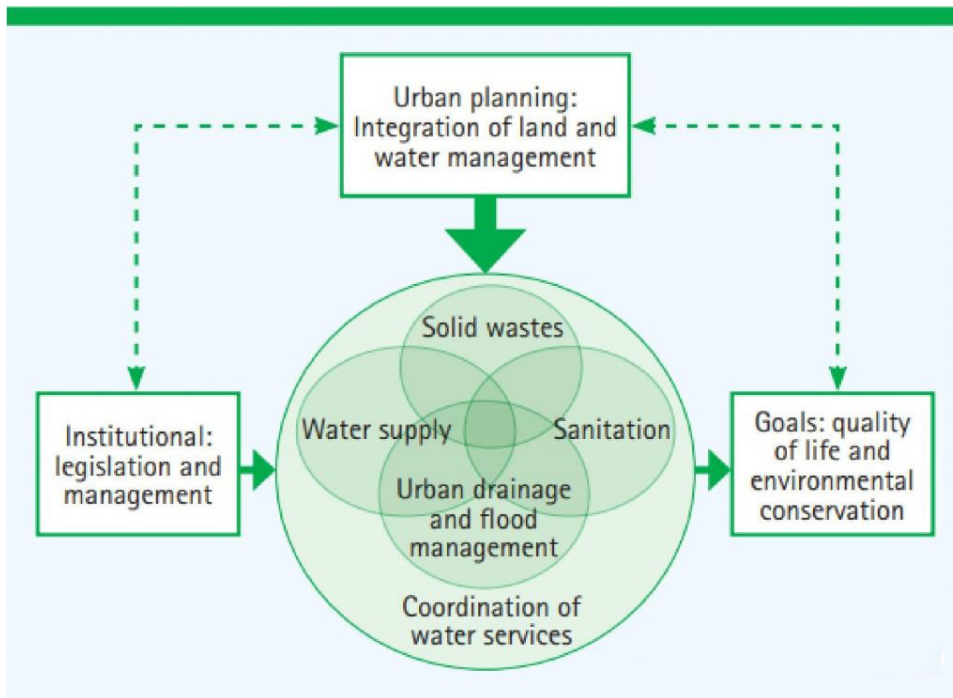 Urban planning:
Integration of land and
water management
Solid wastes
Water supply
Sanitation
Urban drainage
and flood
management
Coordination of
water services
Institutional:
legislation and
management
Goals: quality
of life and
environmental
conservation